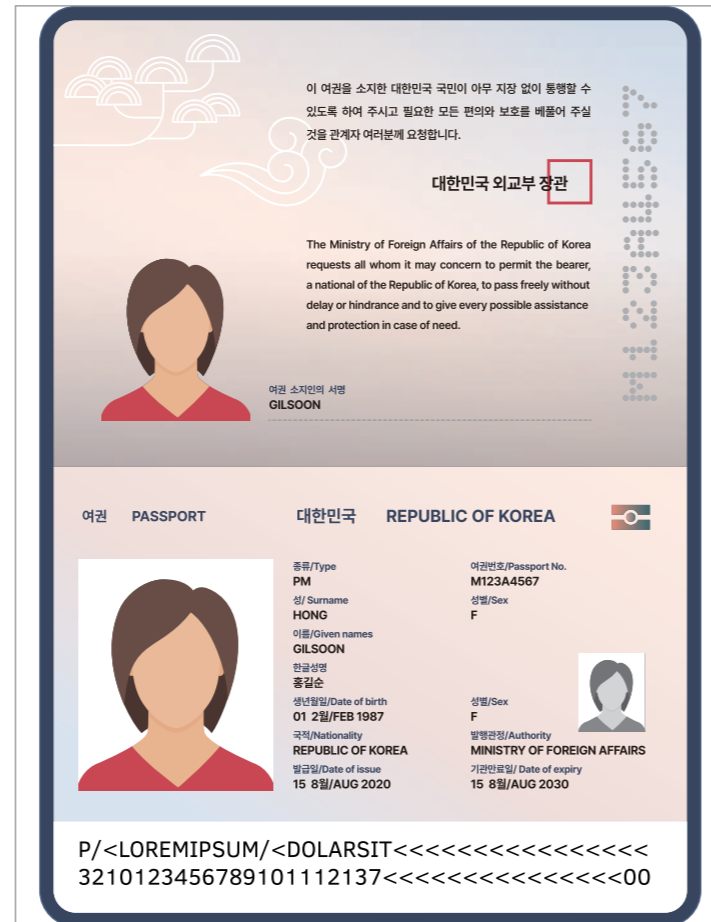 이 여권을 소지한 대한민국 국민이 아무 지장 없이 통행할 수
있도록 하여 주시고 필요한 모든 편의와 보호를 베풀어 주실
것을 관계자 여러분께 요청합니다.
대한민국 외교부 장관
The Ministry of Foreign Affairs of the Republic of Korea
requests all whom it may concern to permit the bearer,
a national of the Republic of Korea, to pass freely without
delay or hindrance and to give every possible assistance
and protection in case of need.
M123A4567
여권 소지인의 서명
GILSOON
여권 PASSPORT 대한민국 REPUBLIC OF KOREA
종류/Type 여권번호/Passport No.
PM M123A4567
성/ Surname 성별/Sex
HONG F
이름/Given names
GILSOON
한글성명
홍길순
생년월일/Date of birth 성별/Sex
01 2월/FEB 1987 F
국적/Nationality 발행관청/Authority
REPUBLIC OF KOREA MINISTRY OF FOREIGN AFFAIRS
발급일/Date of issue 기관만료일/ Date of expiry
15 8월/AUG 2020 15 8월/AUG 2030
P/<LOREMIPSUM/<DOLARSIT<<<<<<<<<<<<<<<<
3210123456789101112137<<<<<<<<<<<<<<<00